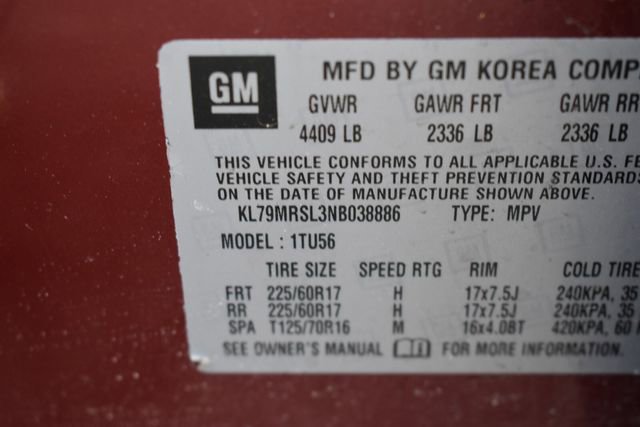 GM MFD BY GM KOREA COMP
GVWR GAWR FRT GAWR RR
4409 LB 2336 LB 2336 LB
THIS VEHICLE CONFORMS TO ALL APPLICABLE U.S. FE
VEHICLE SAFETY AND THEFT PREVENTION STANDARDS
ON THE DATE OF MANUFACTURE SHOWN ABOVE.
KL79MRSL3NB038886 TYPE: MPV
MODEL : 1TU56
TIRE SIZE SPEED RTG RIM COLD TIRE
FRT 225/60R17 H 17x7.5J 240KPA, 35
RR 225/60R17 H 17x7.5J 240KPA, 35
SPA T125/70R16 M 16x4.0BT 420KPA, 60
SEE OWNER'S MANUAL FOR MORE INFORMATION.